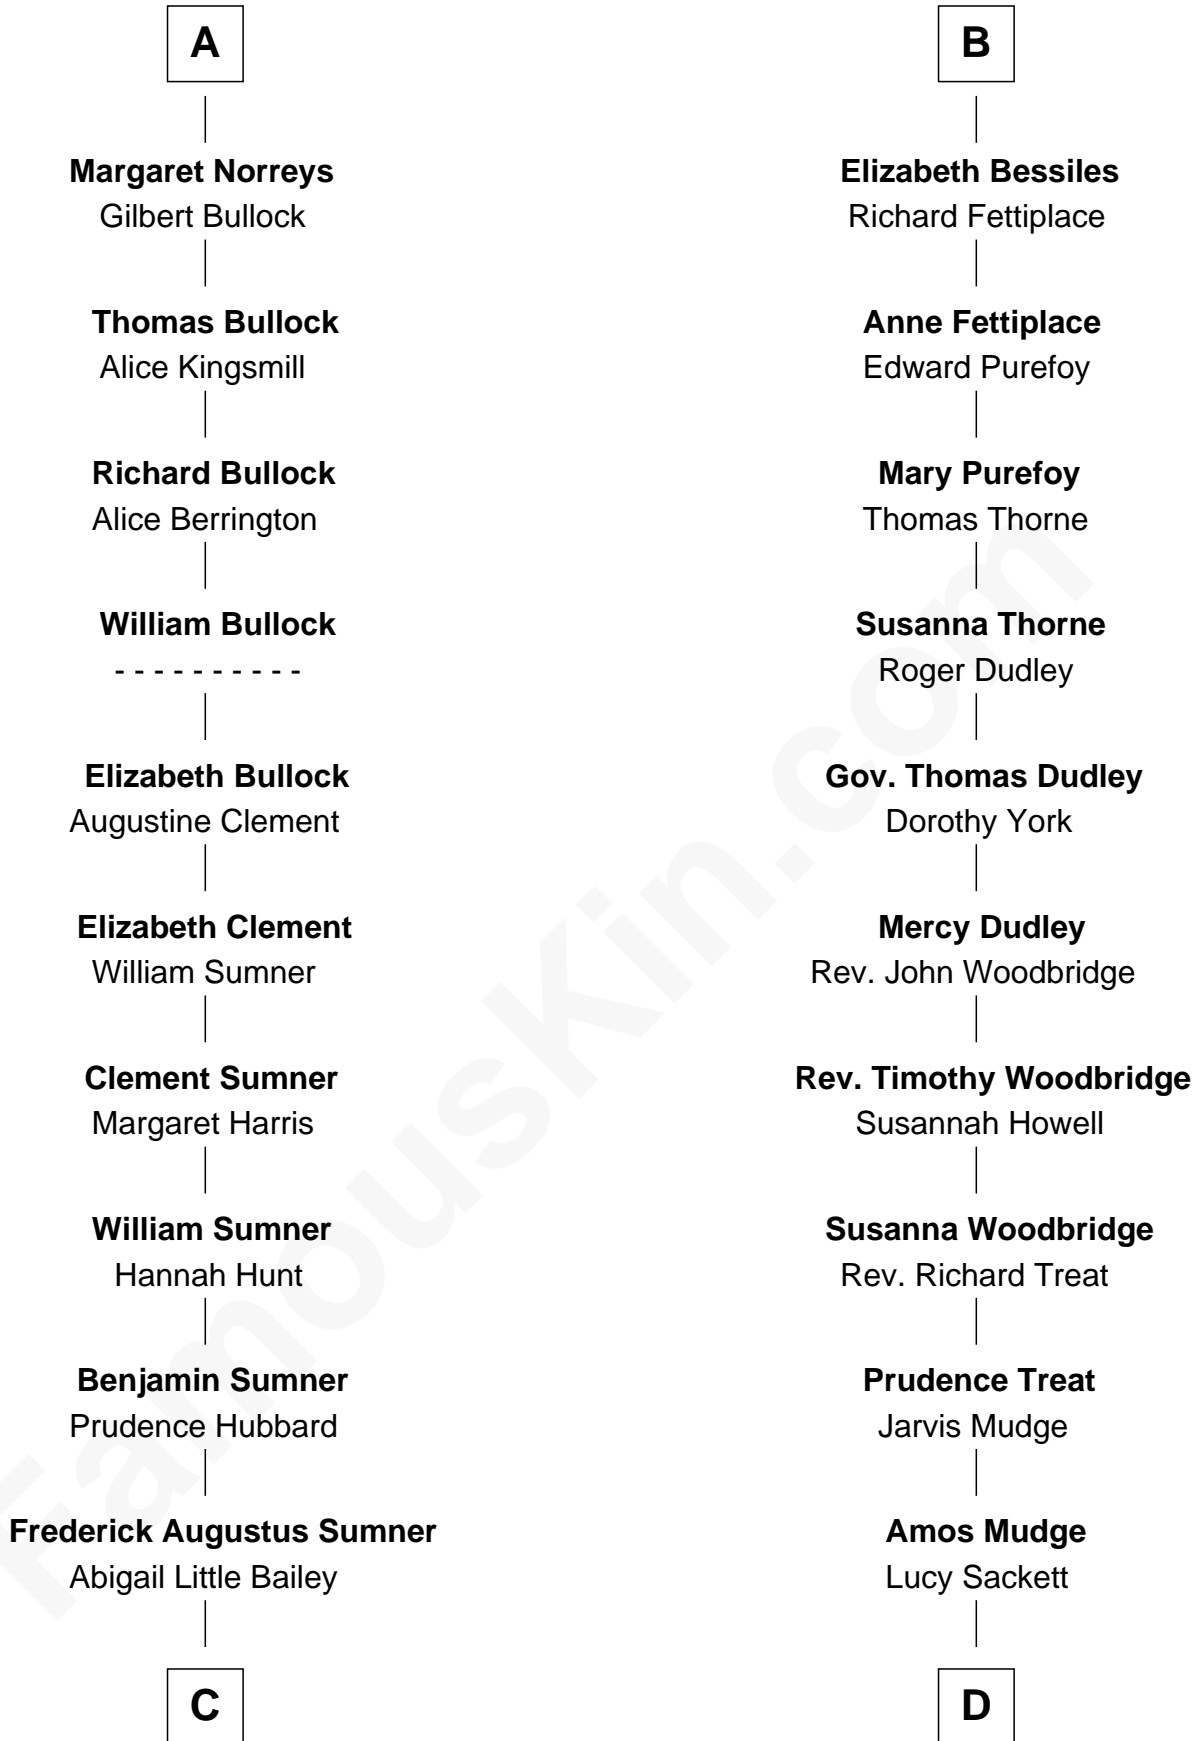 A
Margaret Norreys
Gilbert Bullock
Thomas Bullock
Alice Kingsmill
Richard Bullock
Alice Berrington
William Bullock
- - - - - - - - - -
Elizabeth Bullock
Augustine Clement
Elizabeth Clement
William Sumner
Clement Sumner
Margaret Harris
William Sumner
Hannah Hunt
Benjamin Sumner
Prudence Hubbard
Frederick Augustus Sumner
Abigail Little Bailey
C
B
Elizabeth Bessiles
Richard Fettiplace
Anne Fettiplace
Edward Purefoy
Mary Purefoy
Thomas Thorne
Susanna Thorne
Roger Dudley
Gov. Thomas Dudley
Dorothy York
Mercy Dudley
Rev. John Woodbridge
Rev. Timothy Woodbridge
Susannah Howell
Susanna Woodbridge
Rev. Richard Treat
Prudence Treat
Jarvis Mudge
Amos Mudge
Lucy Sackett
D
FamousKin.com